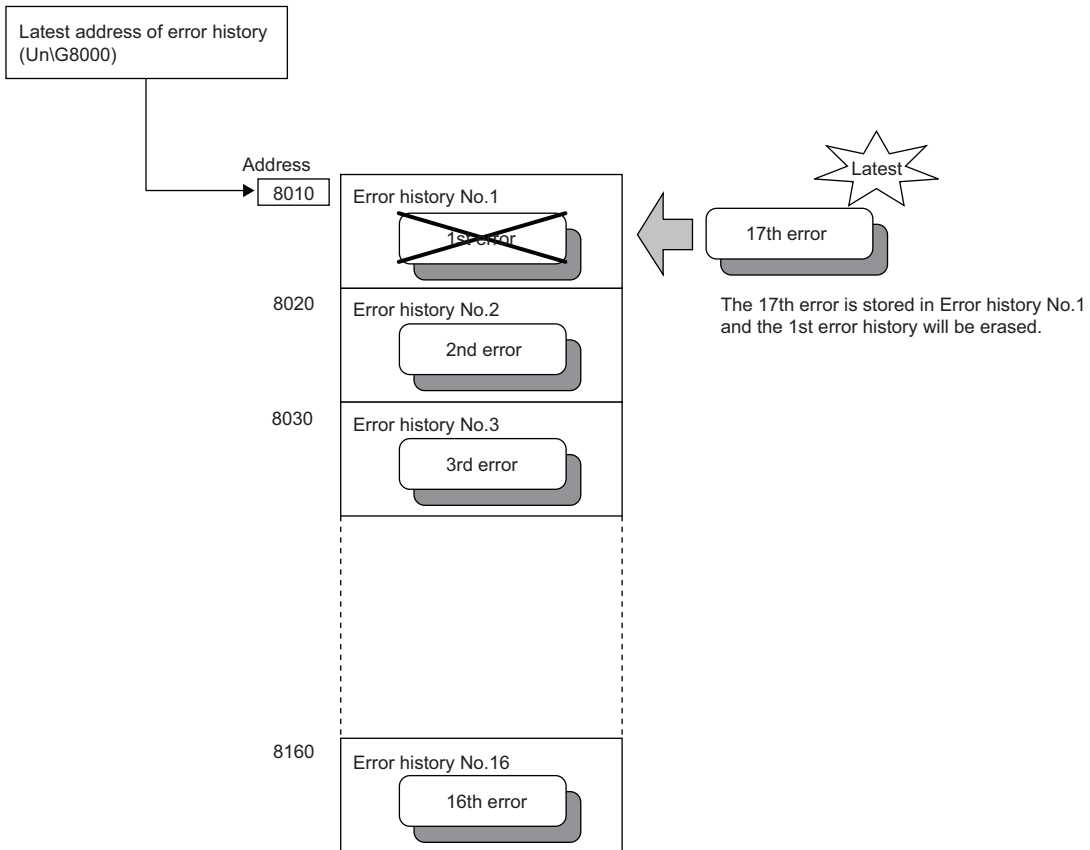 Latest address of error history
(Un\G8000)
Address
8010
Error history No.1
1st error
Latest
17th error
The 17th error is stored in Error history No.1
and the 1st error history will be erased.
8020
Error history No.2
2nd error
8030
Error history No.3
3rd error
8160
Error history No.16
16th error